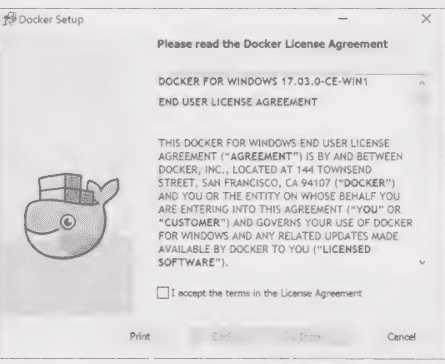 Docker Setup
Please read the Docker License Agreement
DOCKER FOR WINDOWS 17.03.0-CE-WIN1
END USER LICENSE AGREEMENT
THIS DOCKER FOR WINDOWS END USER LICENSE
AGREEMENT ("AGREEMENT") IS BY AND BETWEEN
DOCKER, INC., LOCATED AT 144 TOWNSEND
STREET, SAN FRANCISCO, CA 94107 ("DOCKER")
AND YOU OR THE ENTITY ON WHOSE BEHALF YOU
ARE ENTERING INTO THIS AGREEMENT ("YOU" OR
"CUSTOMER") AND GOVERNS YOUR USE OF DOCKER
FOR WINDOWS AND ANY RELATED UPDATES MADE
AVAILABLE BY DOCKER TO YOU ("LICENSED
SOFTWARE").
I accept the terms in the License Agreement
Print Cancel